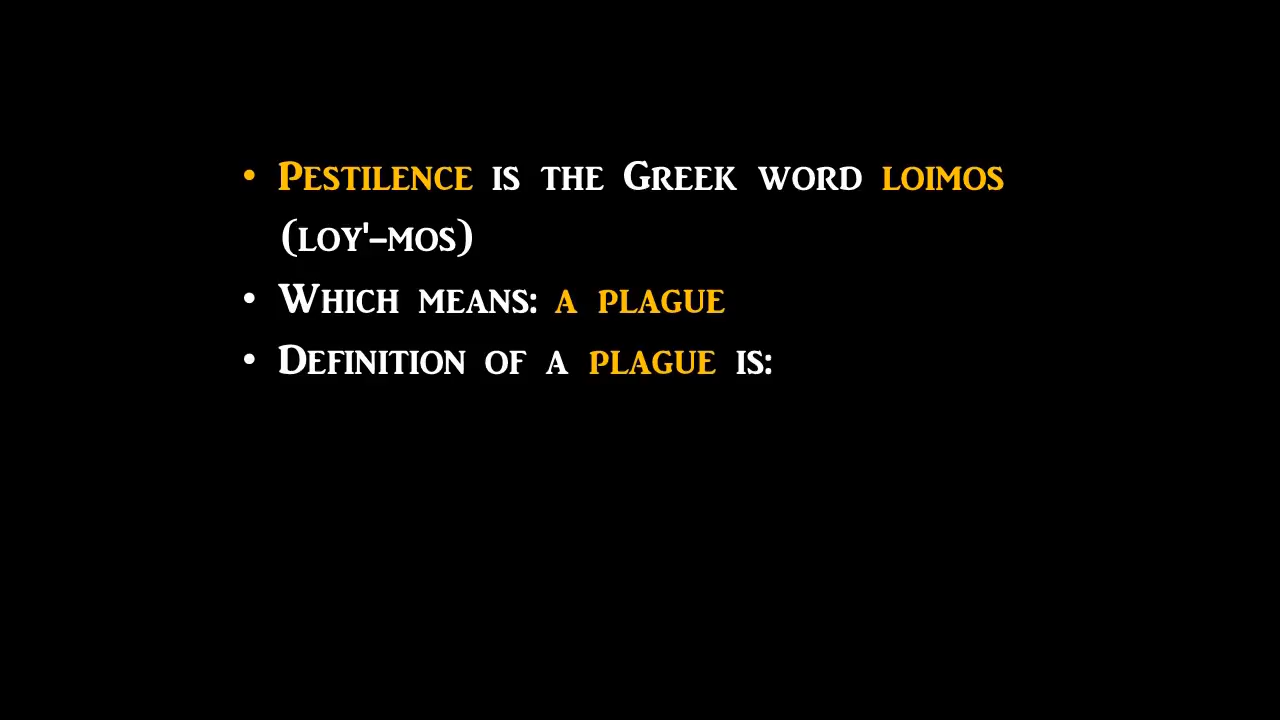 • Pestilence is the Greek word loimos
(loy'-mos)
• Which means: a plague
• Definition of a plague is: